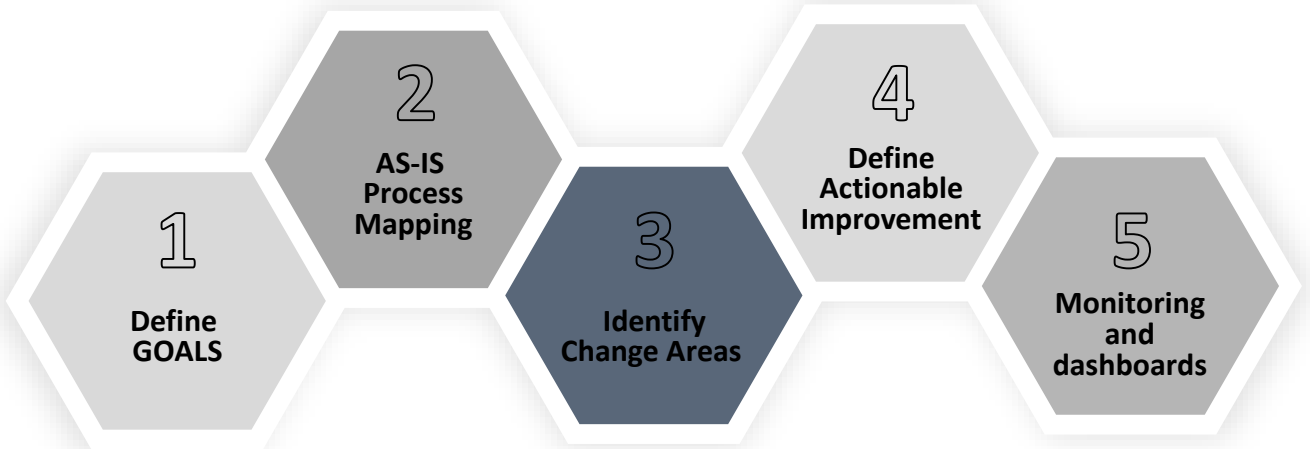 1
Define
GOALS
2
AS-IS
Process
Mapping
3
Identify
Change Areas
4
Define
Actionable
Improvement
5
Monitoring
and
dashboards